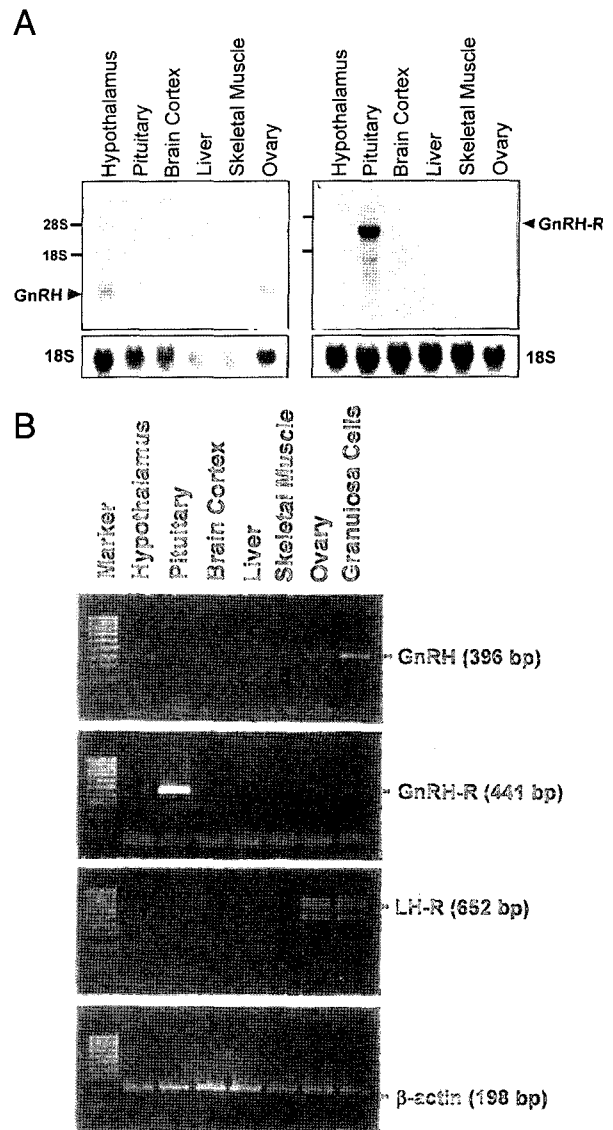 A
Hypothalamus
Pituitary
Brain Cortex
Liver
Skeletal Muscle
Ovary
Hypothalamus
Pituitary
Brain Cortex
Liver
Skeletal Muscle
Ovary
28S
18S
GnRH
GnRH-R
18S
18S
B
Marker
Hypothalamus
Pituitary
Brain Cortex
Liver
Skeletal Muscle
Ovary
Granulosa Cells
GnRH (396 bp)
GnRH-R (441 bp)
LH-R (652 bp)
β-actin (198 bp)